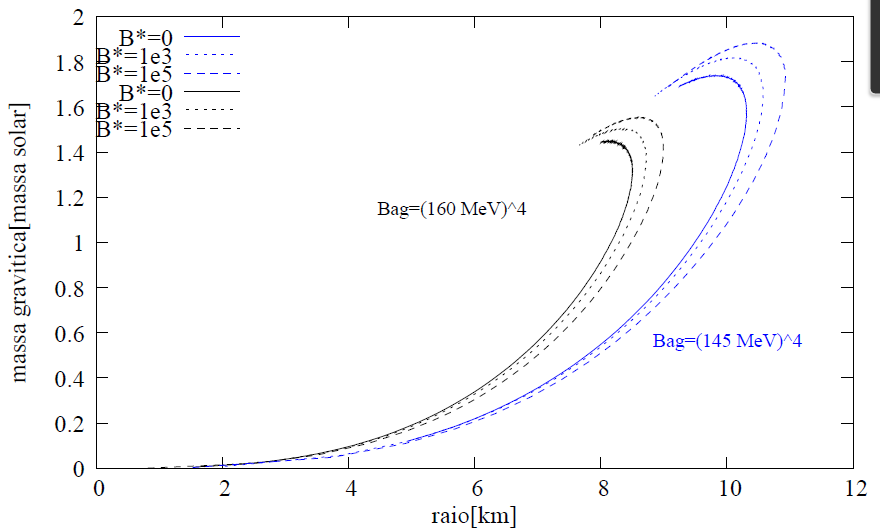 2
1.8
1.6
1.4
1.2
1
0.8
0.6
0.4
0.2
0
massa gravitica[massa solar]
B*=0
B*=1e3
B*=1e5
B*=0
B*=1e3
B*=1e5
Bag=(160 MeV)^4
Bag=(145 MeV)^4
0 2 4 6 8 10 12
raio[km]